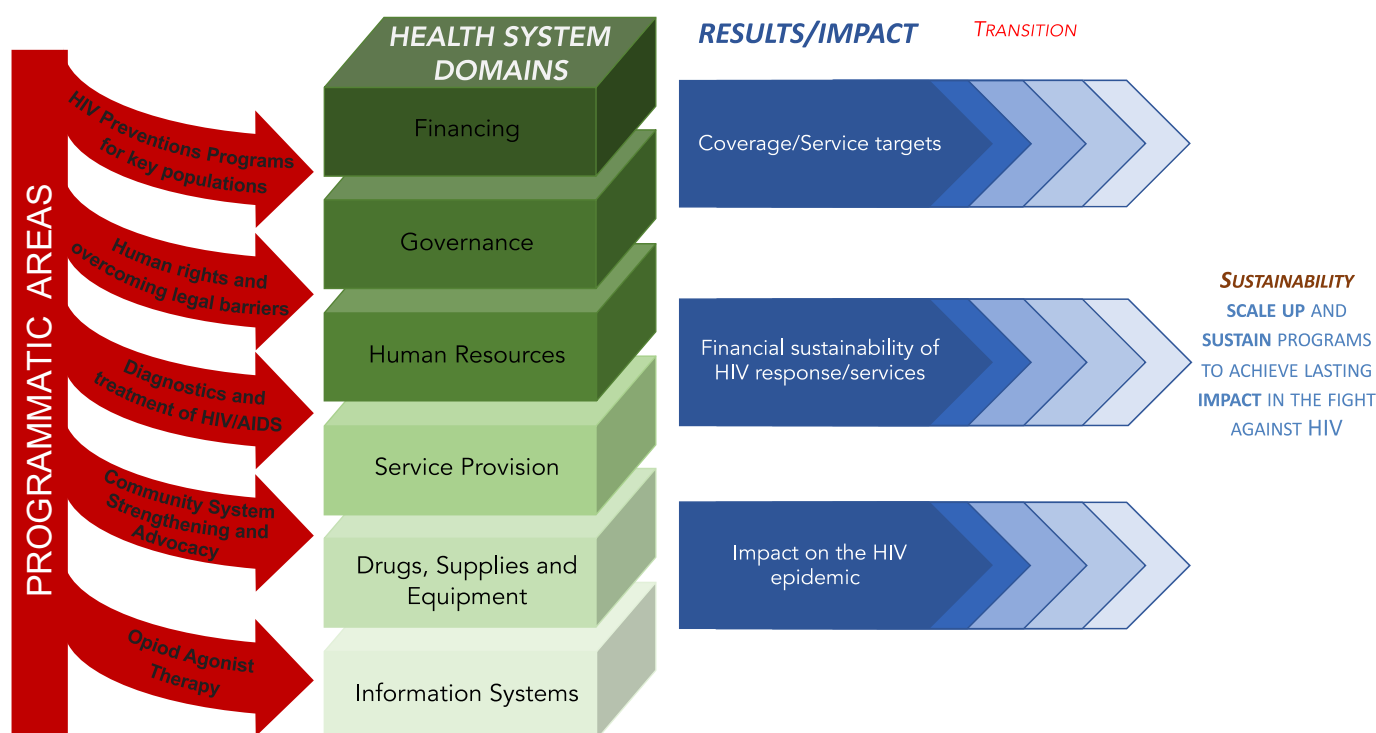 PROGRAMMATIC AREAS
HIV Preventions Programs
for key populations
Human rights and
overcoming legal barriers
Diagnostics and
treatment of HIV/AIDS
Community System
Strengthening and
Advocacy
Opiod Agonist
Therapy
HEALTH SYSTEM
DOMAINS
Financing
Governance
Human Resources
Service Provision
Drugs, Supplies and
Equipment
Information Systems
RESULTS/IMPACT
TRANSITION
Coverage/Service targets
Financial sustainability of
HIV response/services
Impact on the HIV
epidemic
SUSTAINABILITY
SCALE UP AND
SUSTAIN PROGRAMS
TO ACHIEVE LASTING
IMPACT IN THE FIGHT
AGAINST HIV